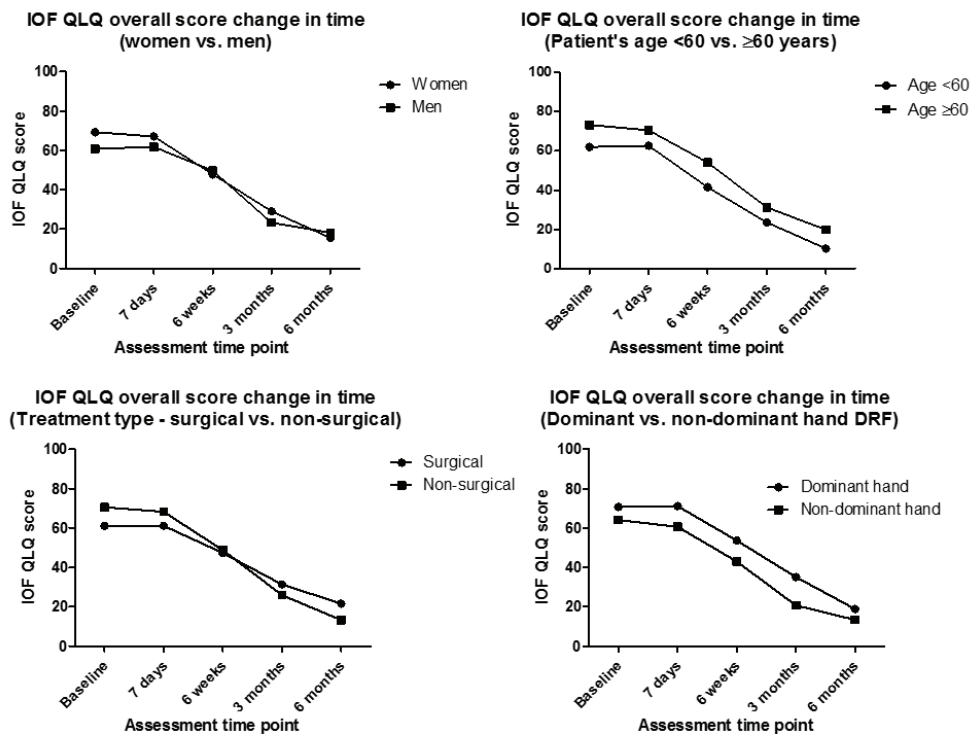 IOF QLQ overall score change in time
(women vs. men)
IOF QLQ score
100
80
60
40
20
0
Women
Men
Baseline
7 days
6 weeks
3 months
6 months
Assessment time point
IOF QLQ overall score change in time
(Patient's age <60 vs. ≥60 years)
IOF QLQ score
100
80
60
40
20
0
Age <60
Age ≥60
Baseline
7 days
6 weeks
3 months
6 months
Assessment time point
IOF QLQ overall score change in time
(Treatment type - surgical vs. non-surgical)
IOF QLQ score
100
80
60
40
20
0
Surgical
Non-surgical
Baseline
7 days
6 weeks
3 months
6 months
Assessment time point
IOF QLQ overall score change in time
(Dominant vs. non-dominant hand DRF)
IOF QLQ score
100
80
60
40
20
0
Dominant hand
Non-dominant hand
Baseline
7 days
6 weeks
3 months
6 months
Assessment time point